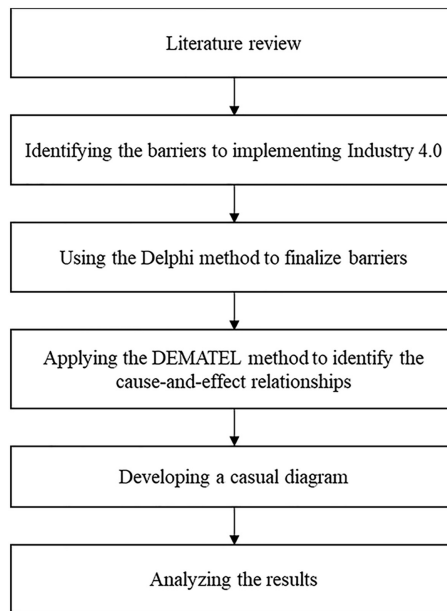 Literature review
Identifying the barriers to implementing Industry 4.0
Using the Delphi method to finalize barriers
Applying the DEMATEL method to identify the
cause-and-effect relationships
Developing a casual diagram
Analyzing the results